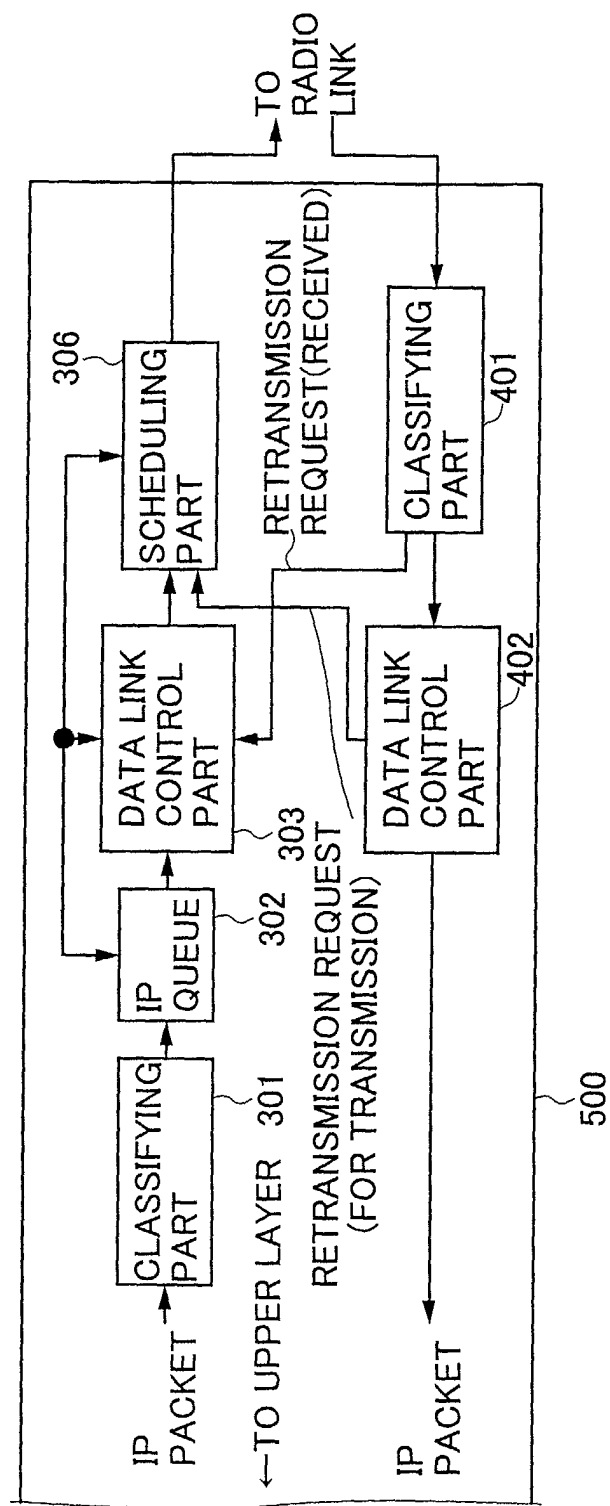 IP
PACKET
CLASSIFYING
PART
301
IP
QUEUE
302
DATA LINK
CONTROL
PART
303
SCHEDULING
PART
306
TO
RADIO
LINK
←TO UPPER LAYER
RETRANSMISSION
REQUEST(RECEIVED)
RETRANSMISSION REQUEST
(FOR TRANSMISSION)
CLASSIFYING
PART
401
DATA LINK
CONTROL
PART
402
IP
PACKET
500